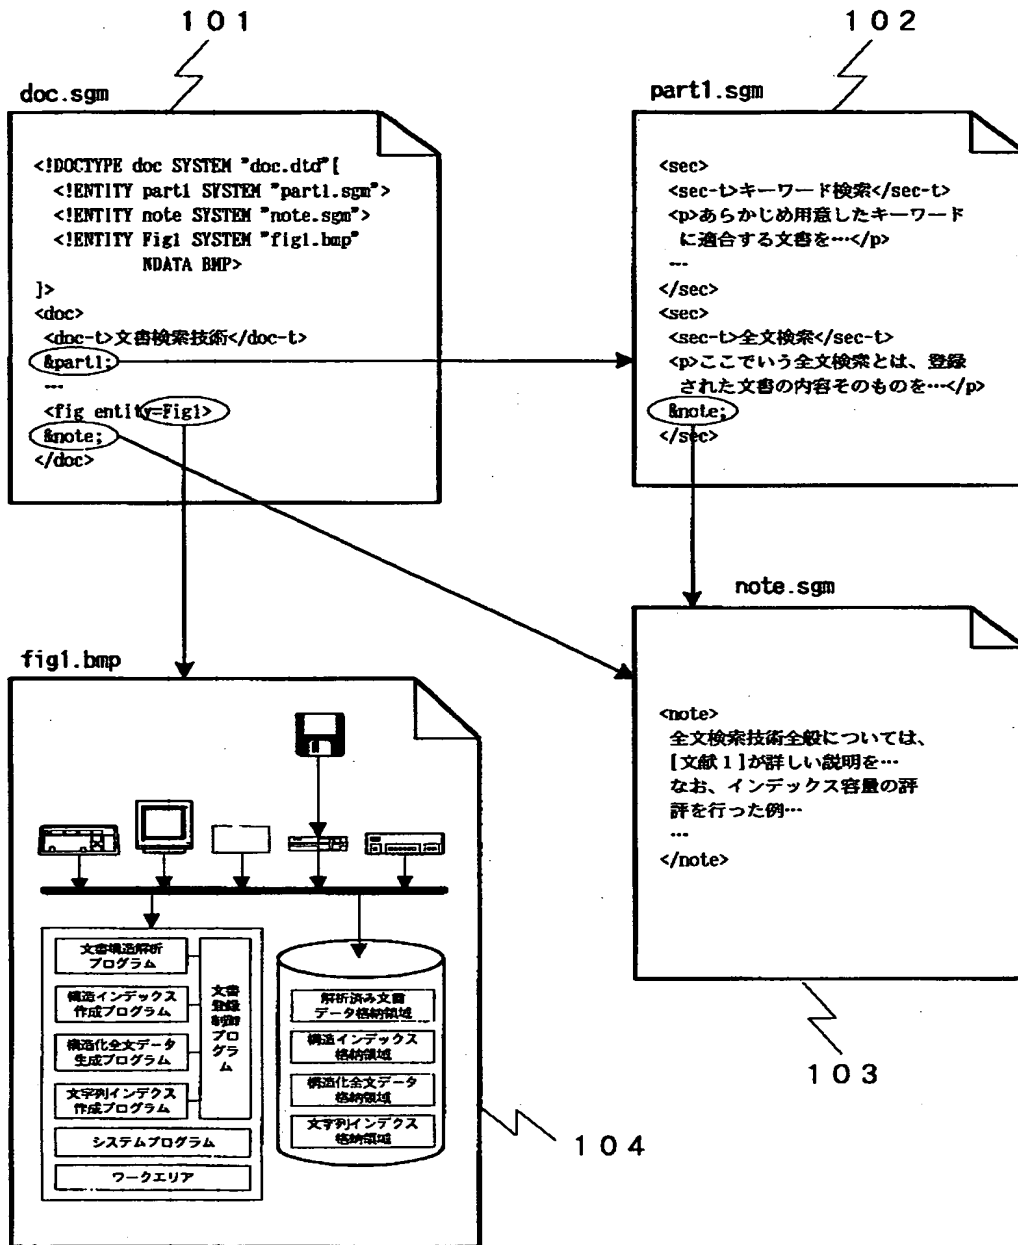 101
doc.sgm
<!DOCTYPE doc SYSTEM "doc.dtd"[
<!ENTITY part1 SYSTEM "part1.sgm">
<!ENTITY note SYSTEM "note.sgm">
<!ENTITY Fig1 SYSTEM "fig1.bmp"
NDATA BMP>
]>
<doc>
<doc-t>文書検索技術</doc-t>
&part1;
…
<fig entity=Fig1>
&note;
</doc>
102
part1.sgm
<sec>
<sec-t>キーワード検索</sec-t>
<p>あらかじめ用意したキーワード
に適合する文書を…</p>
…
</sec>
<sec>
<sec-t>全文検索</sec-t>
<p>ここでいう全文検索とは、登録
された文書の内容そのものを…</p>
&note;
</sec>
note.sgm
<note>
全文検索技術全般については、
[文献1]が詳しい説明を…
なお、インデックス容量の評
評を行った例…
…
</note>
103
fig1.bmp
文書構造解析
プログラム
構造インデックス
作成プログラム
構造化全文データ
生成プログラム
文字列インデクス
作成プログラム
文書
登録
制御
プロ
グラ
ム
システムプログラム
ワークエリア
解析済み文書
データ格納領域
構造インデックス
格納領域
構造化全文データ
格納領域
文字列インデクス
格納領域
104